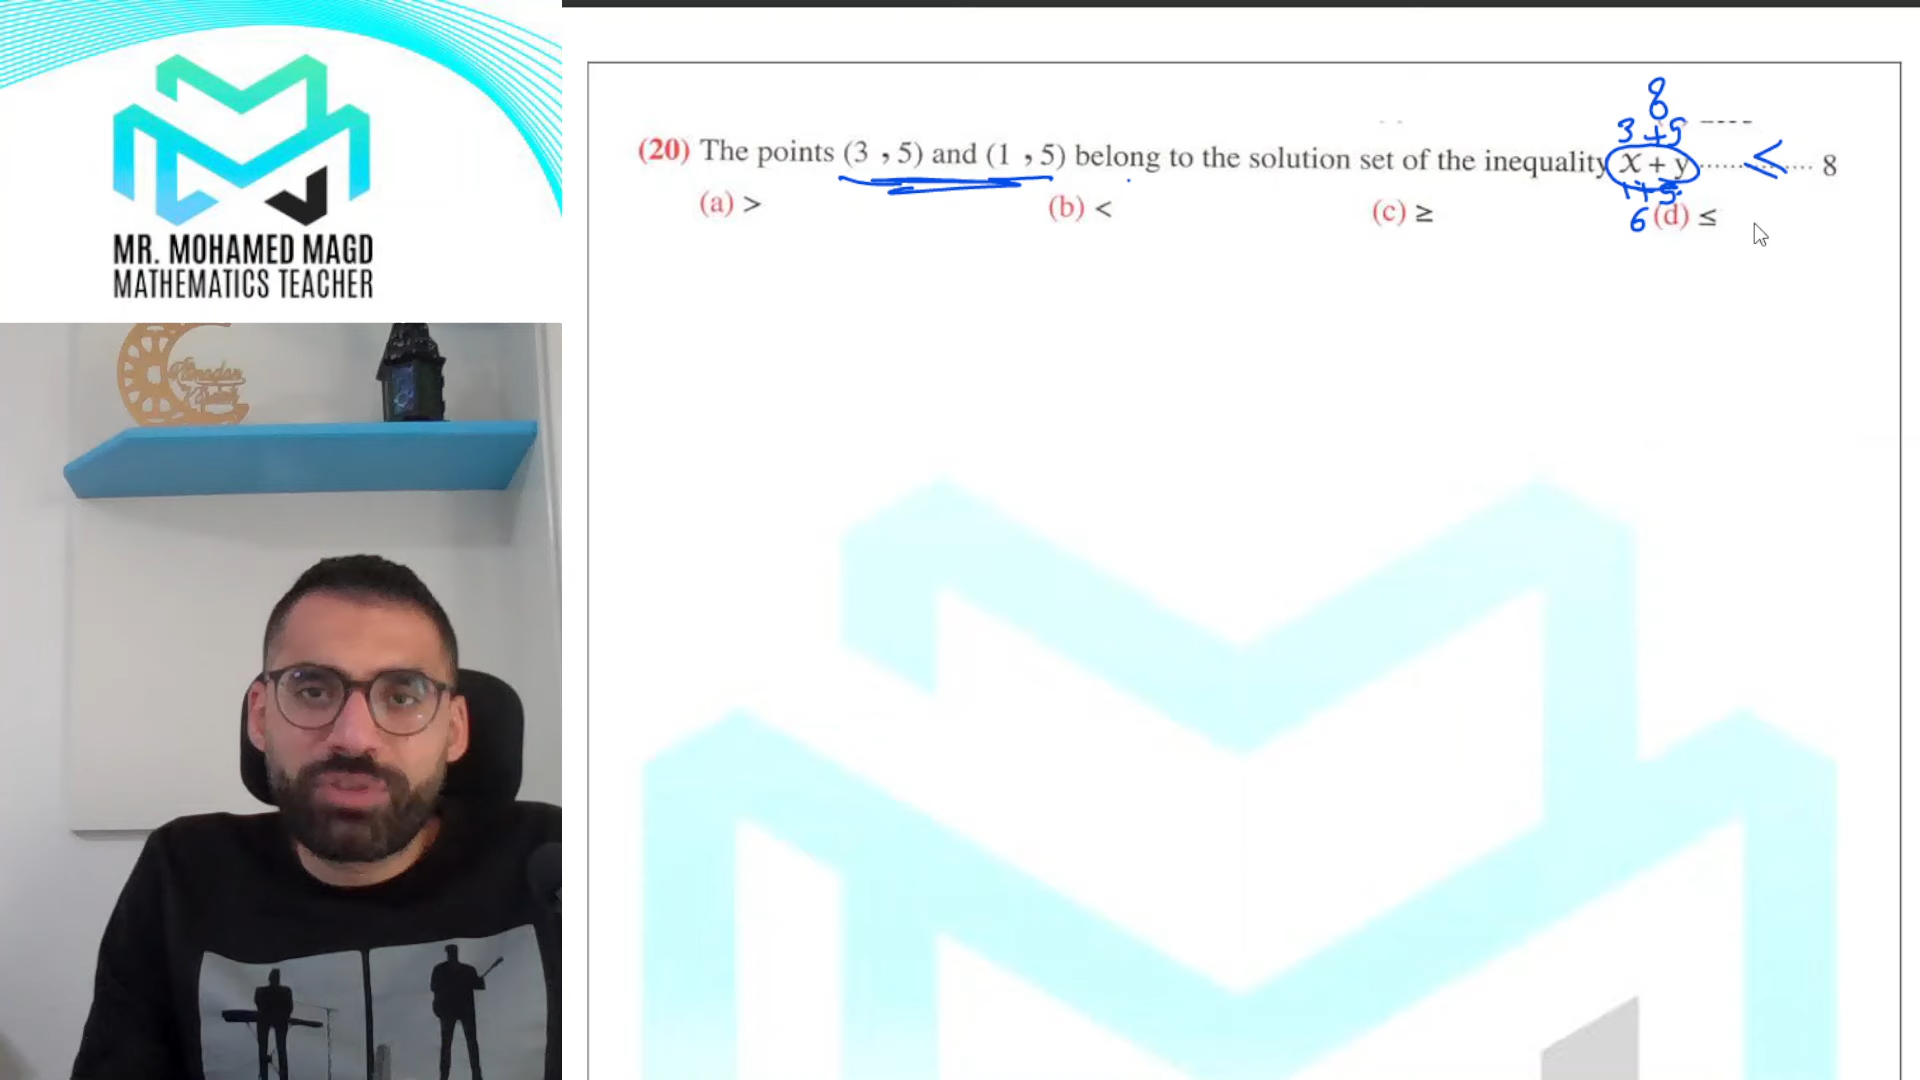 MR. MOHAMED MAGD
MATHEMATICS TEACHER
8
3 + 5
(20) The points (3 , 5) and (1 , 5) belong to the solution set of the inequality x + y ............ < ... 8
1+5
(a) > (b) < (c) ≥ 6 (d) ≤
Ramadan